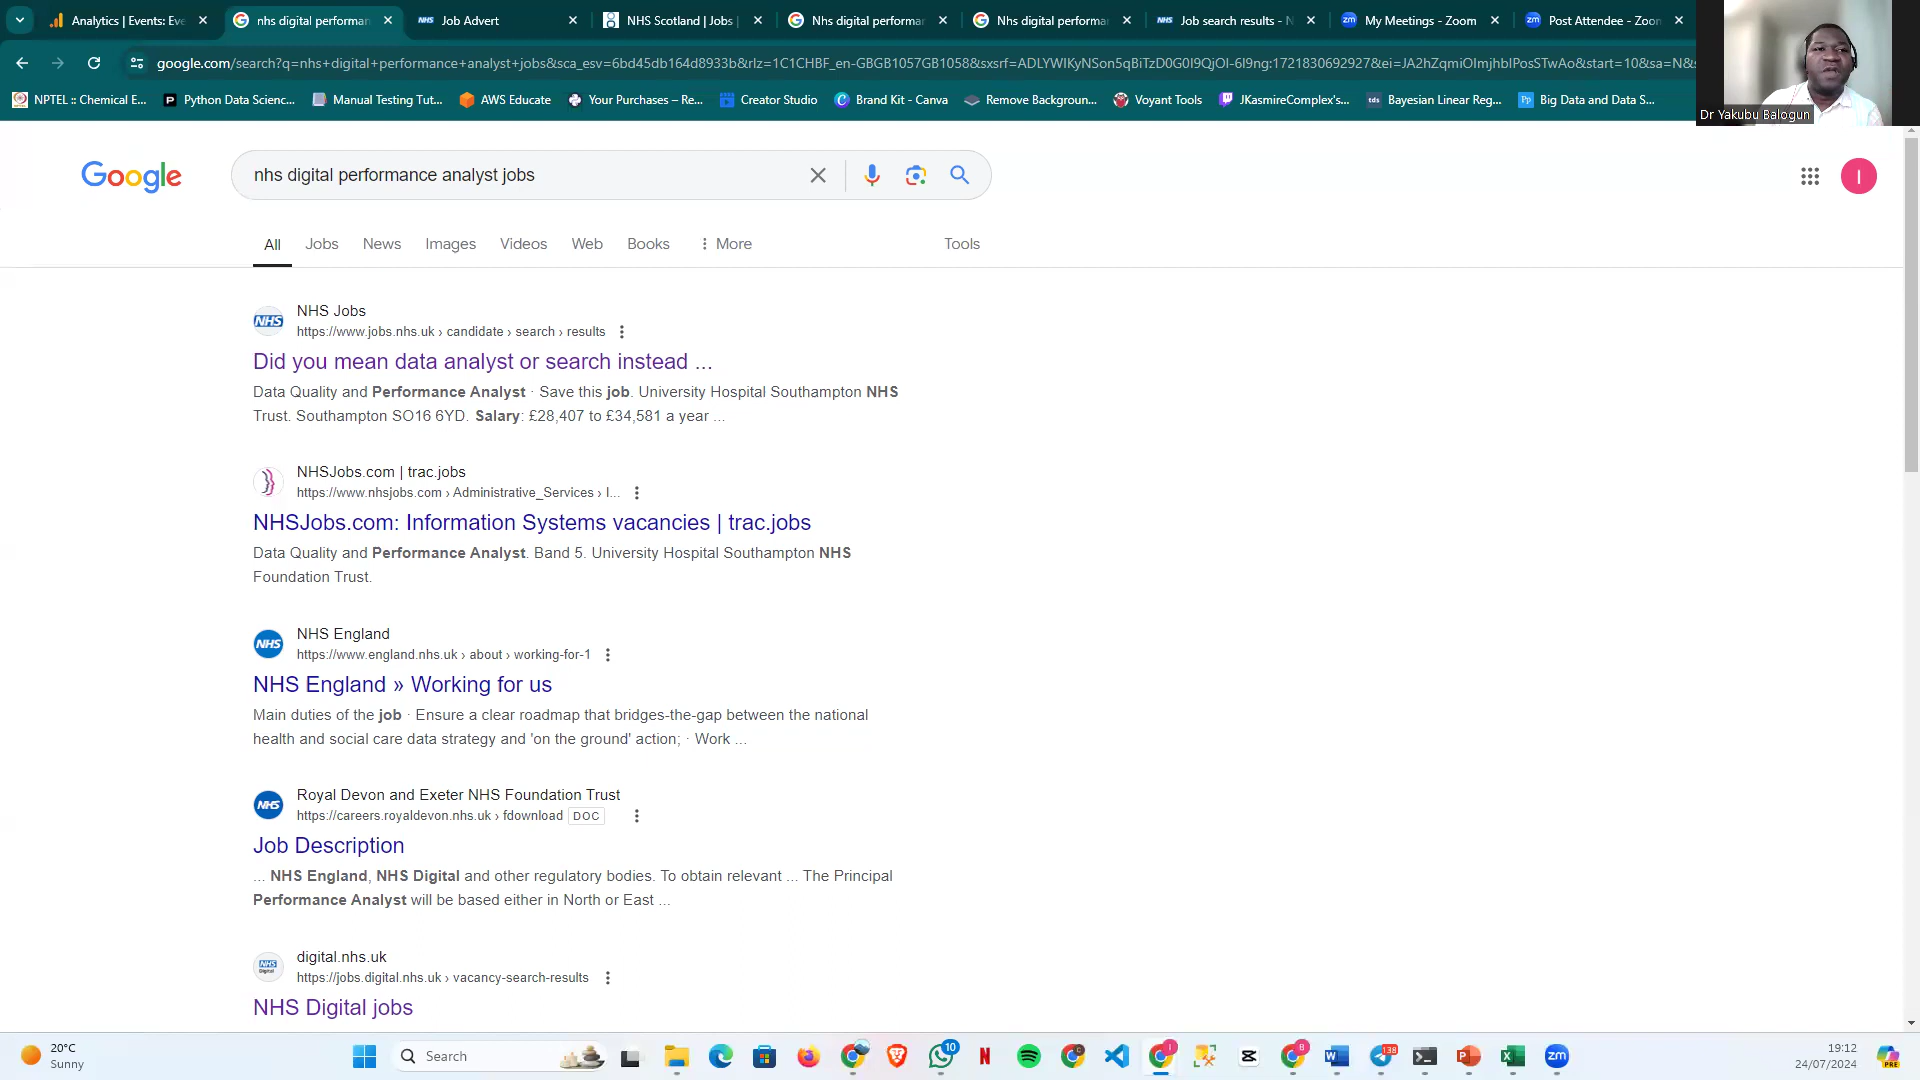 Analytics | Events: Eve
nhs digital performan
Job Advert
NHS Scotland | Jobs |
Nhs digital performa
Nhs digital performa
Job search results - N
My Meetings - Zoom
Post Attendee - Zoom
google.com/search?q=nhs+digital+performance+analyst+jobs&sca_esv=6bd45db164d8933b&rlz=1C1CHBF_en-GBGB1057GB1058&sxsrf=ADLYWIKyNSon5qBiTzD0G0I9QjOl-6l9ng:1721830692927&ei=JA2hZqmiOImjhbIPosSTwAo&start=10&sa=N&s
NPTEL :: Chemical E...
Python Data Scienc...
Manual Testing Tut...
AWS Educate
Your Purchases – Re...
Creator Studio
Brand Kit - Canva
Remove Backgroun...
Voyant Tools
JKasmireComplex's...
Bayesian Linear Reg...
Big Data and Data S...
Dr Yakubu Balogun
Google
nhs digital performance analyst jobs
I
All
Jobs
News
Images
Videos
Web
Books
More
Tools
NHS Jobs
https://www.jobs.nhs.uk › candidate › search › results
Did you mean data analyst or search instead ...
Data Quality and Performance Analyst · Save this job. University Hospital Southampton NHS
Trust. Southampton SO16 6YD. Salary: £28,407 to £34,581 a year ...
NHSJobs.com | trac.jobs
https://www.nhsjobs.com › Administrative_Services › I...
NHSJobs.com: Information Systems vacancies | trac.jobs
Data Quality and Performance Analyst. Band 5. University Hospital Southampton NHS
Foundation Trust.
NHS England
https://www.england.nhs.uk › about › working-for-1
NHS England » Working for us
Main duties of the job · Ensure a clear roadmap that bridges-the-gap between the national
health and social care data strategy and 'on the ground' action; · Work ...
Royal Devon and Exeter NHS Foundation Trust
https://careers.royaldevon.nhs.uk › fdownload DOC
Job Description
... NHS England, NHS Digital and other regulatory bodies. To obtain relevant ... The Principal
Performance Analyst will be based either in North or East ...
digital.nhs.uk
https://jobs.digital.nhs.uk › vacancy-search-results
NHS Digital jobs
20°C
Sunny
Search
10
138
19:12
24/07/2024